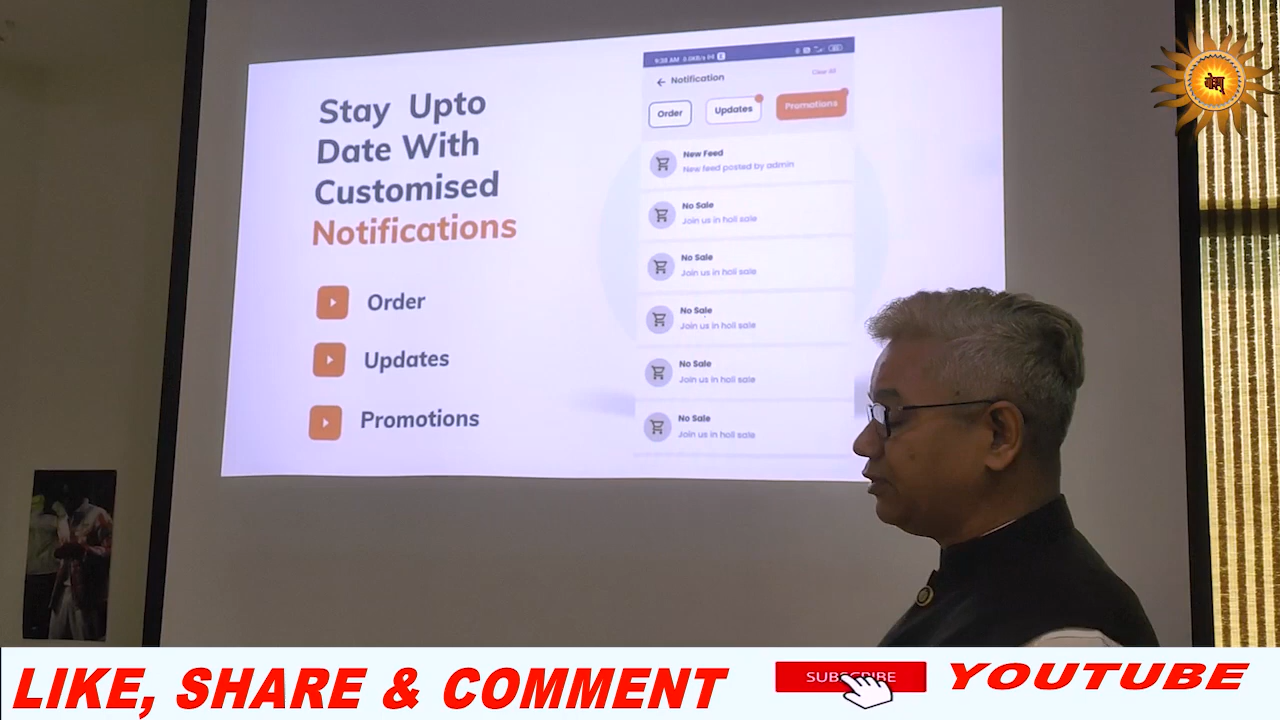 Stay Upto
Date With
Customised
Notifications
Order
Updates
Promotions
9:38 AM
Notification
Clear All
Order
Updates
Promotions
New Feed
New feed posted by admin
No Sale
Join us in holi sale
No Sale
Join us in holi sale
No Sale
Join us in holi sale
No Sale
Join us in holi sale
No Sale
Join us in holi sale
LIKE, SHARE & COMMENT
SUBSCRIBE
YOUTUBE